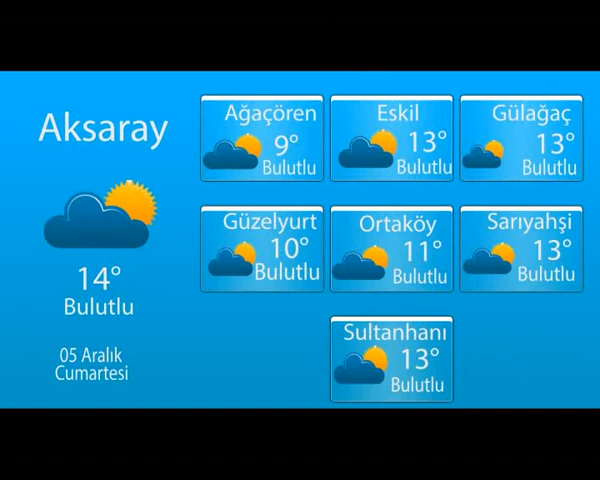 Aksaray
14°
Bulutlu
05 Aralık
Cumartesi
Ağaçören
9°
Bulutlu
Eskil
13°
Bulutlu
Gülağaç
13°
Bulutlu
Güzelyurt
10°
Bulutlu
Ortaköy
11°
Bulutlu
Sarıyahşi
13°
Bulutlu
Sultanhanı
13°
Bulutlu